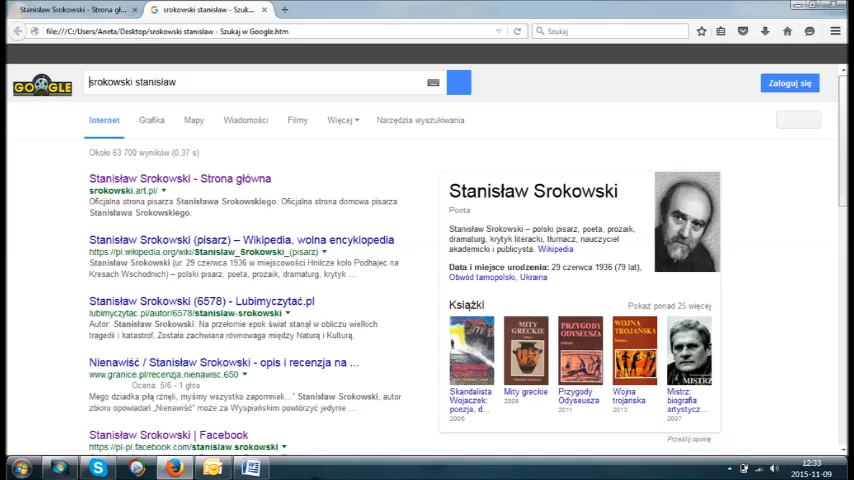 Stanisław Srokowski - Strona gł...
srokowski stanisław - Szuk...
file:///C:/Users/Aneta/Desktop/srokowski stanisław - Szukaj w Google.htm
Szukaj
GOOGLE
srokowski stanisław
Zaloguj się
Internet Grafika Mapy Wiadomości Filmy Więcej Narzędzia wyszukiwania
Około 63 700 wyników (0.37 s)
Stanisław Srokowski - Strona główna
srokowski.art.pl/
Oficjalna strona pisarza Stanisława Srokowskiego. Oficjalna strona domowa pisarza
Stanisława Srokowskiego.
Stanisław Srokowski (pisarz) – Wikipedia, wolna encyklopedia
https://pl.wikipedia.org/wiki/Stanisław_Srokowski_(pisarz)
Stanisław Srokowski (ur. 29 czerwca 1936 w miejscowości Hnilcze koło Podhajec na
Kresach Wschodnich) – polski pisarz, poeta, prozaik, dramaturg, krytyk ...
Stanisław Srokowski (6578) - Lubimyczytać.pl
lubimyczytac.pl/autor/6578/stanislaw-srokowski
Autor: Stanisław Srokowski. Na przełomie epok świat stanął w obliczu wielkich
tragedii i katastrof. Została zachwiana równowaga między Naturą i Kulturą.
Nienawiść / Stanisław Srokowski - opis i recenzja na ...
www.granice.pl/recenzja,nienawisc,650
Ocena: 5/6 - 1 głos
Mego dziadka piłą rżnęli, myśmy wszystko zapomnieli..." Stanisław Srokowski, autor
zbioru opowiadań „Nienawiść” może za Wyspiańskim powtórzyć jedynie ...
Stanisław Srokowski | Facebook
https://pl-pl.facebook.com/stanislaw.srokowski
Stanisław Srokowski
Poeta
Stanisław Srokowski – polski pisarz, poeta, prozaik,
dramaturg, krytyk literacki, tłumacz, nauczyciel
akademicki i publicysta. Wikipedia
Data i miejsce urodzenia: 29 czerwca 1936 (79 lat),
Obwód tarnopolski, Ukraina
Książki
Pokaż ponad 25 więcej
MITY GRECKIE
PRZYGODY ODYSEUSZA
WOJNA TROJAŃSKA
MISTRZ
Skandalista Wojaczek: poezja, d...
2006
Mity greckie
2008
Przygody Odyseusza
2011
Wojna trojańska
2013
Mistrz: biografia artystycz...
2007
Prześlij opinię
12:33
2015-11-09